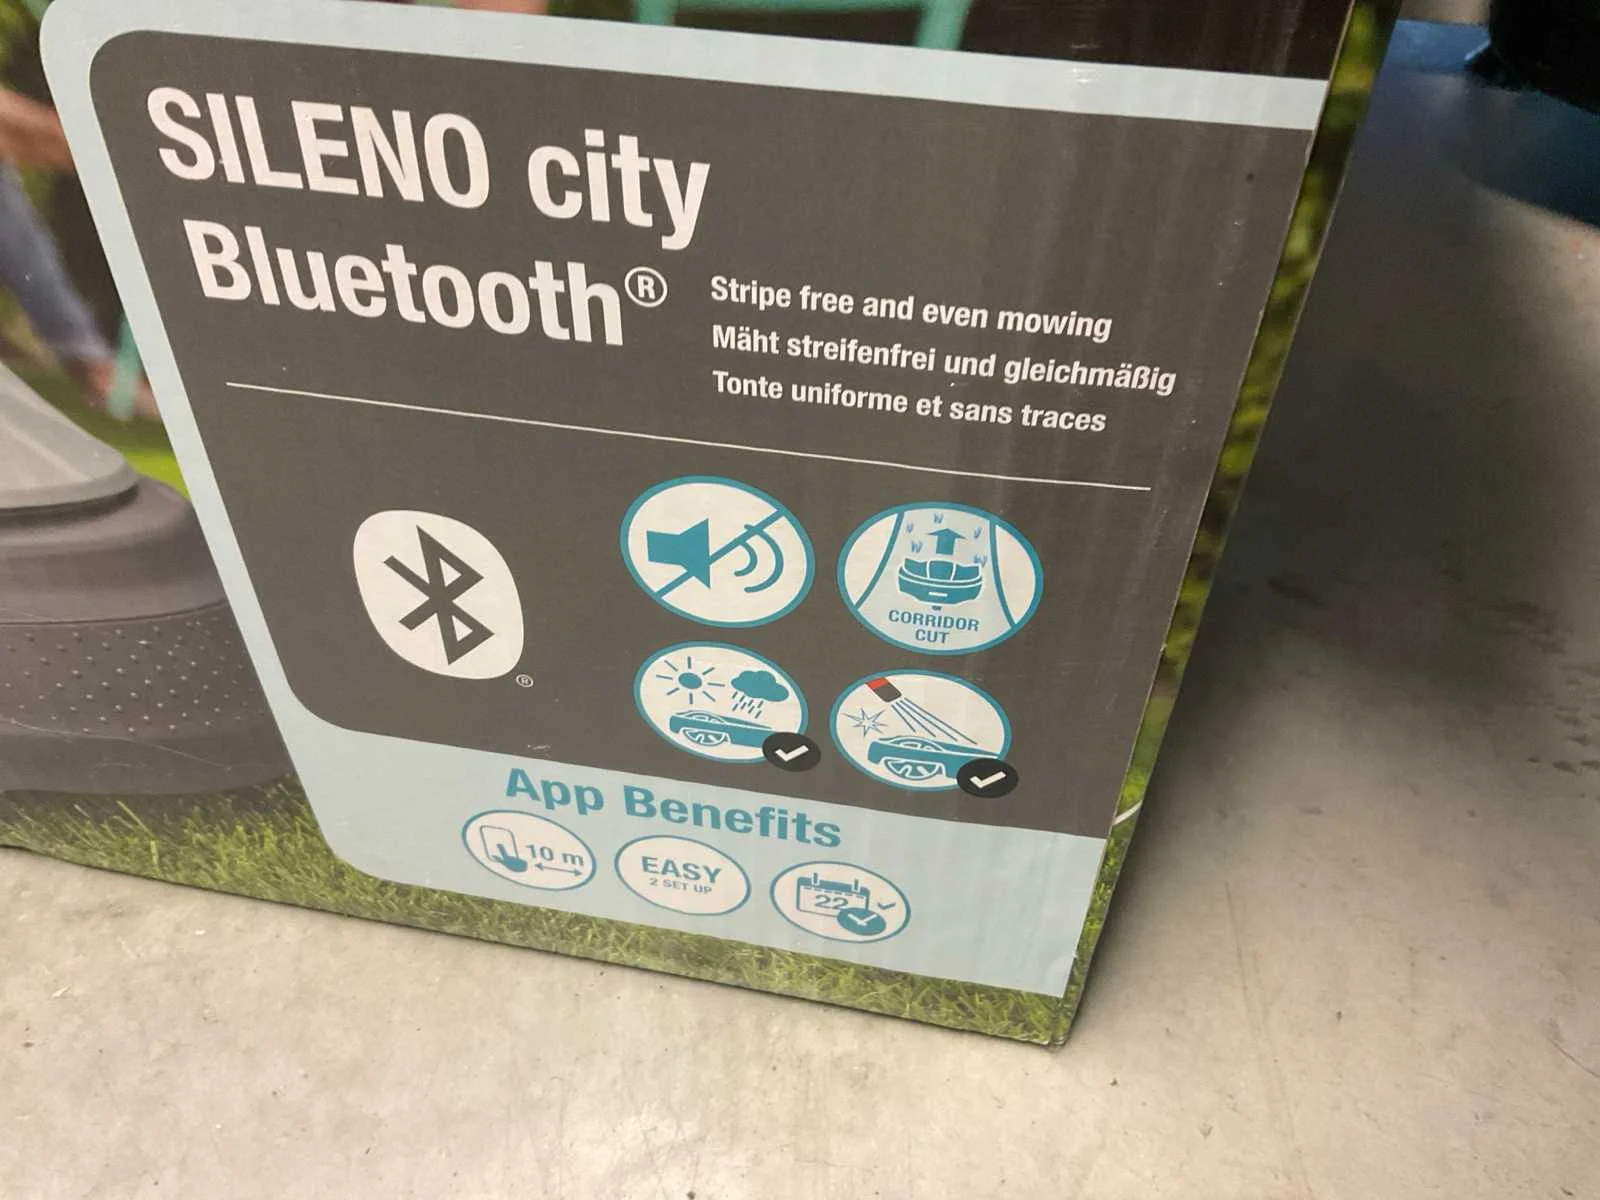 SILENO city
Bluetooth®
Stripe free and even mowing
Mäht streifenfrei und gleichmäßig
Tonte uniforme et sans traces
®
CORRIDOR
CUT
App Benefits
10 m
EASY
2 SET UP
22